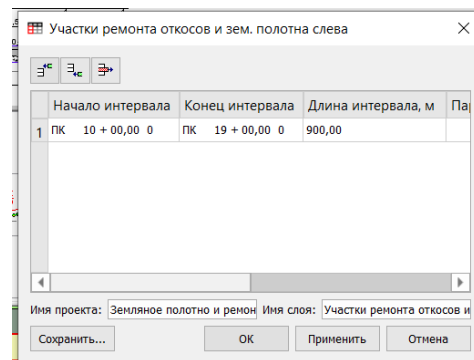 Участки ремонта откосов и зем. полотна слева
Начало интервала Конец интервала Длина интервала, м Па
1 ПК 10 + 00,00 0 ПК 19 + 00,00 0 900,00
Имя проекта: Земляное полотно и ремон Имя слоя: Участки ремонта откосов и
Сохранить... ОК Применить Отмена